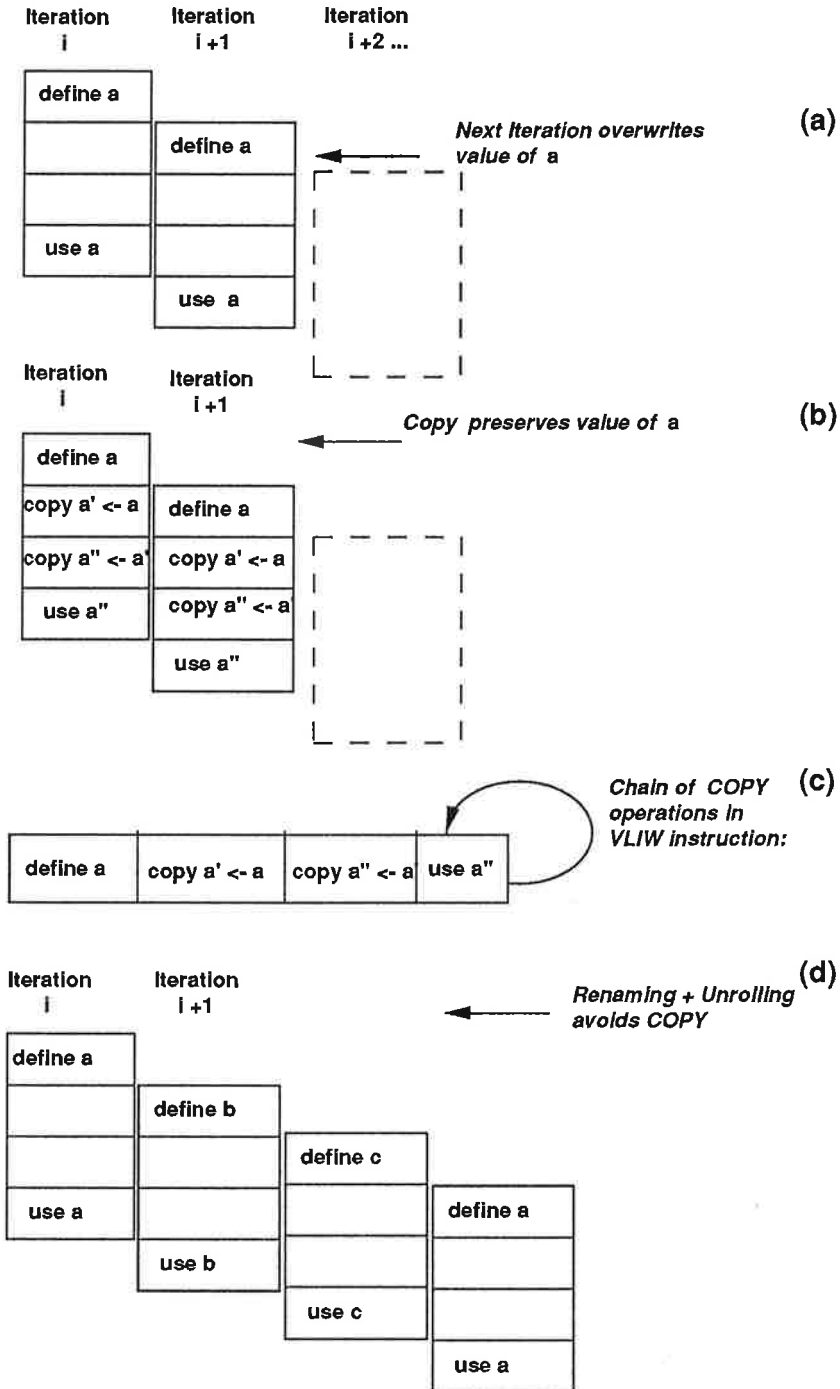 Iteration
i
Iteration
i +1
Iteration
i +2 ...
define a
(a)
Next Iteration overwrites
value of a
define a
use a
use a
Iteration
i
Iteration
i +1
(b)
Copy preserves value of a
define a
copy a' <- a
define a
copy a'' <- a'
copy a' <- a
use a"
copy a'' <- a'
use a"
(c)
Chain of COPY
operations in
VLIW instruction:
define a
copy a' <- a
copy a'' <- a
use a"
(d)
Iteration
i
Iteration
i +1
Renaming + Unrolling
avoids COPY
define a
define b
define c
use a
define a
use b
use c
use a